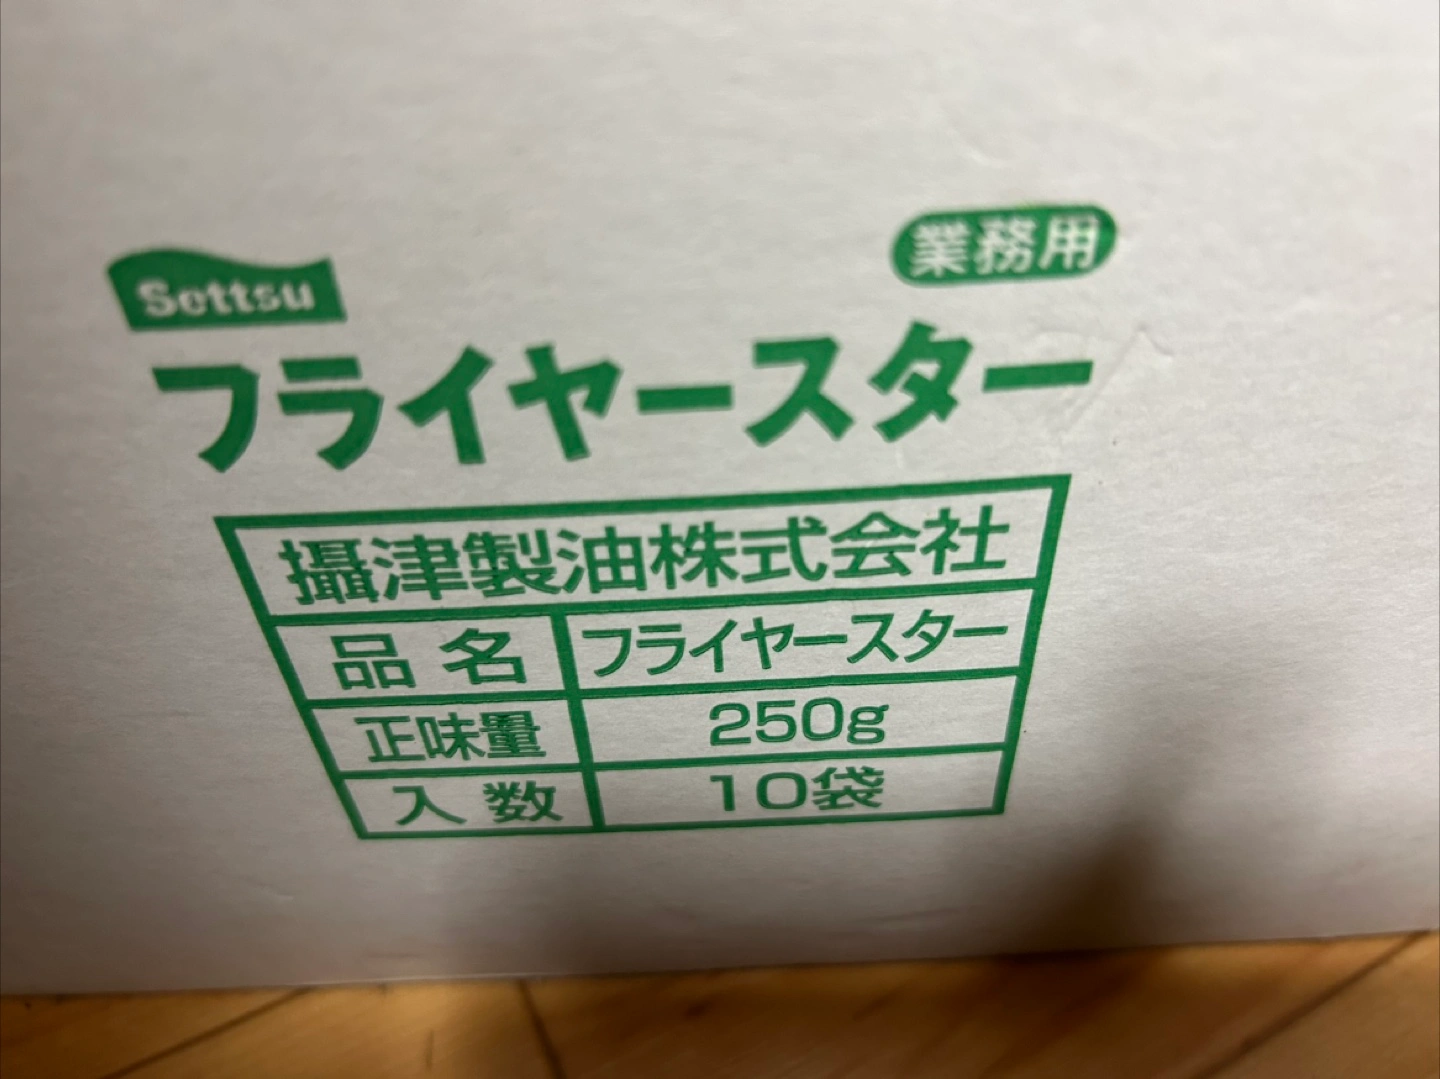 業務用
Settsu
フライヤースター
攝津製油株式会社
品名 フライヤースター
正味量 250g
入数 10袋